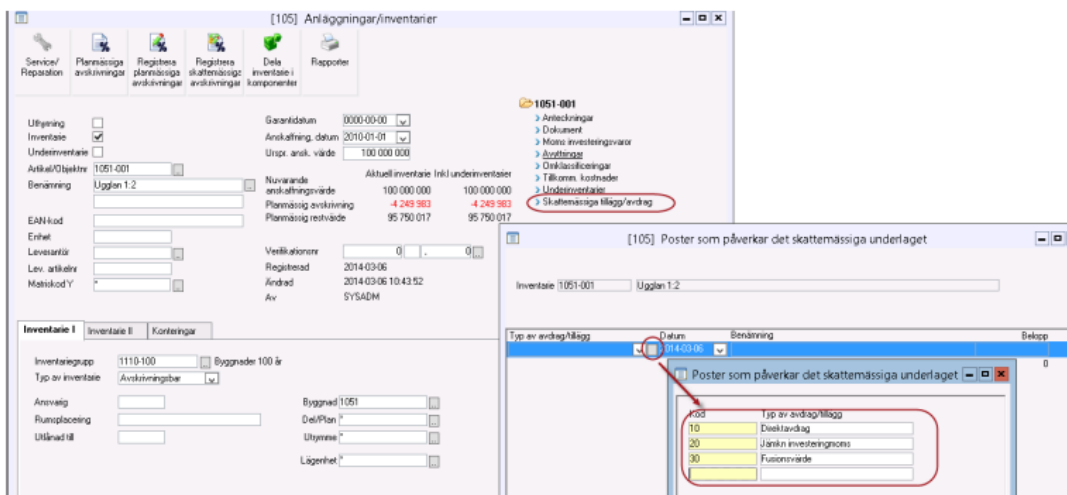 [105] Anläggningar/inventarier
Service/ Reparation
Planmässiga avskrivningar
Registrera planmässiga avskrivningar
Registrera skattemässiga avskrivningar
Dela inventarie i komponenter
Rapporter
Uthyrning
Inventarie
Underinventarie
Artikel/Objektnr 1051-001
Benämning Ugglan 1:2
EAN-kod
Enhet
Leverantör
Lev. artikelnr
Matriskod Y *
Garantidatum 0000-00-00
Anskaffning, datum 2010-01-01
Urspr. ansk. värde 100 000 000
Aktuell inventarie Inkl underinventarier
Nuvarande anskaffningsvärde 100 000 000 100 000 000
Planmässig avskrivning -4 249 983 -4 249 983
Planmässig restvärde 95 750 017 95 750 017
Verifikationsnr 0 . 0
Registrerad 2014-03-06
Ändrad 2014-03-06 10:43:52
Av SYSADM
1051-001
Anteckningar
Dokument
Moms investeringsvaror
Avyttringar
Omklassificeringar
Tillkomm. kostnader
Underinventarier
Skattemässiga tillägg/avdrag
Inventarie I Inventarie II Konteringar
Inventariegrupp 1110-100 Byggnader 100 år
Typ av inventarie Avskrivningsbar
Ansvarig
Rumsplacering
Utlånad till
Byggnad 1051
Del/Plan *
Utrymme *
Lägenhet *
[105] Poster som påverkar det skattemässiga underlaget
Inventarie 1051-001 Ugglan 1:2
Typ av avdrag/tillägg Datum Benämning Belopp
2014-03-06
0
Poster som påverkar det skattemässiga underlaget
Kod Typ av avdrag/tillägg
10 Direktavdrag
20 Jämkn investeringmoms
30 Fusionsvärde